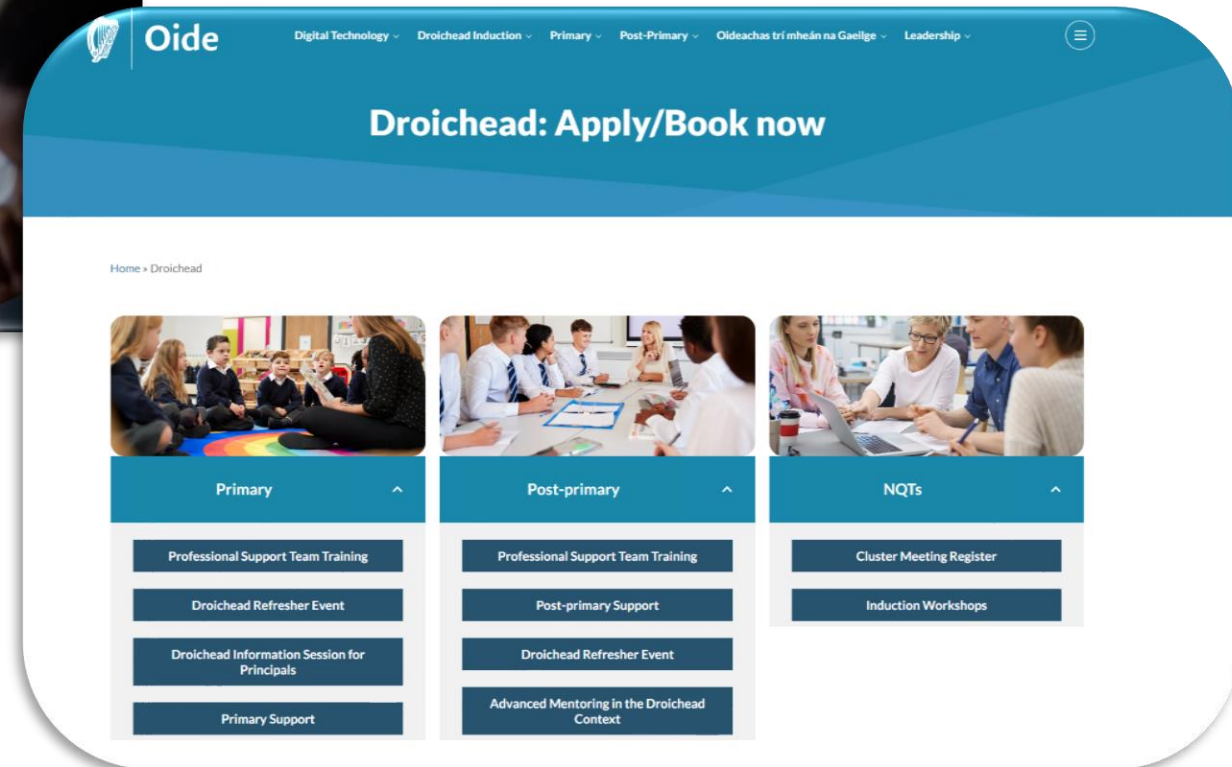 Oide
Digital Technology
Droichead Induction
Primary
Post-Primary
Oideachas trí mheán na Gaeilge
Leadership
Droichead: Apply/Book now
Home » Droichead
Primary
Professional Support Team Training
Droichead Refresher Event
Droichead Information Session for
Principals
Primary Support
Post-primary
Professional Support Team Training
Post-primary Support
Droichead Refresher Event
Advanced Mentoring in the Droichead
Context
NQTs
Cluster Meeting Register
Induction Workshops